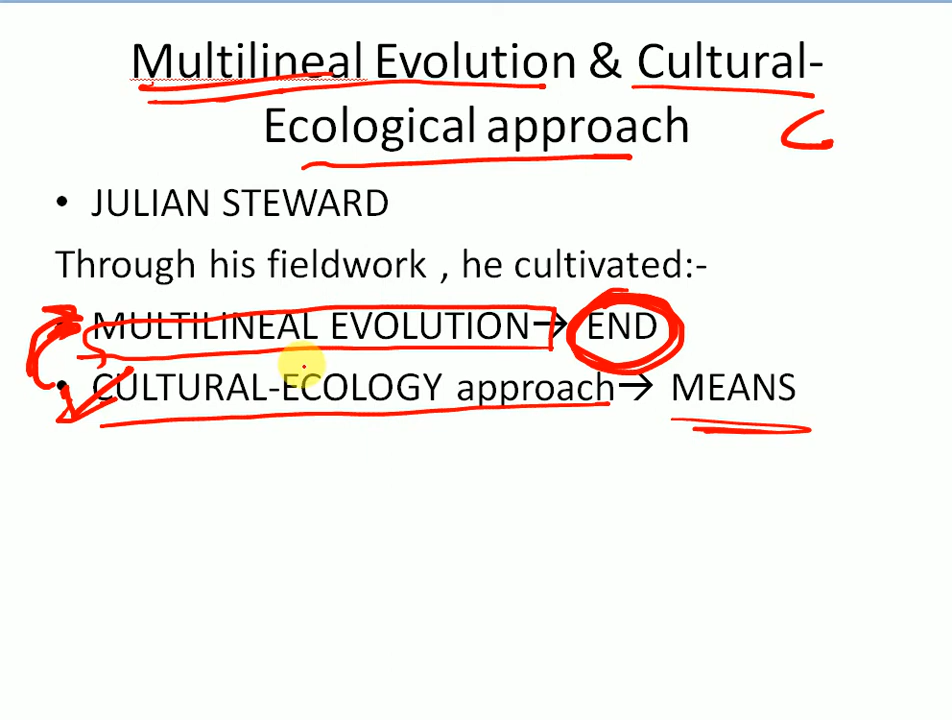 Multilineal Evolution & Cultural-
Ecological approach
• JULIAN STEWARD
Through his fieldwork , he cultivated:-
• MULTILINEAL EVOLUTION→ END
• CULTURAL-ECOLOGY approach→ MEANS